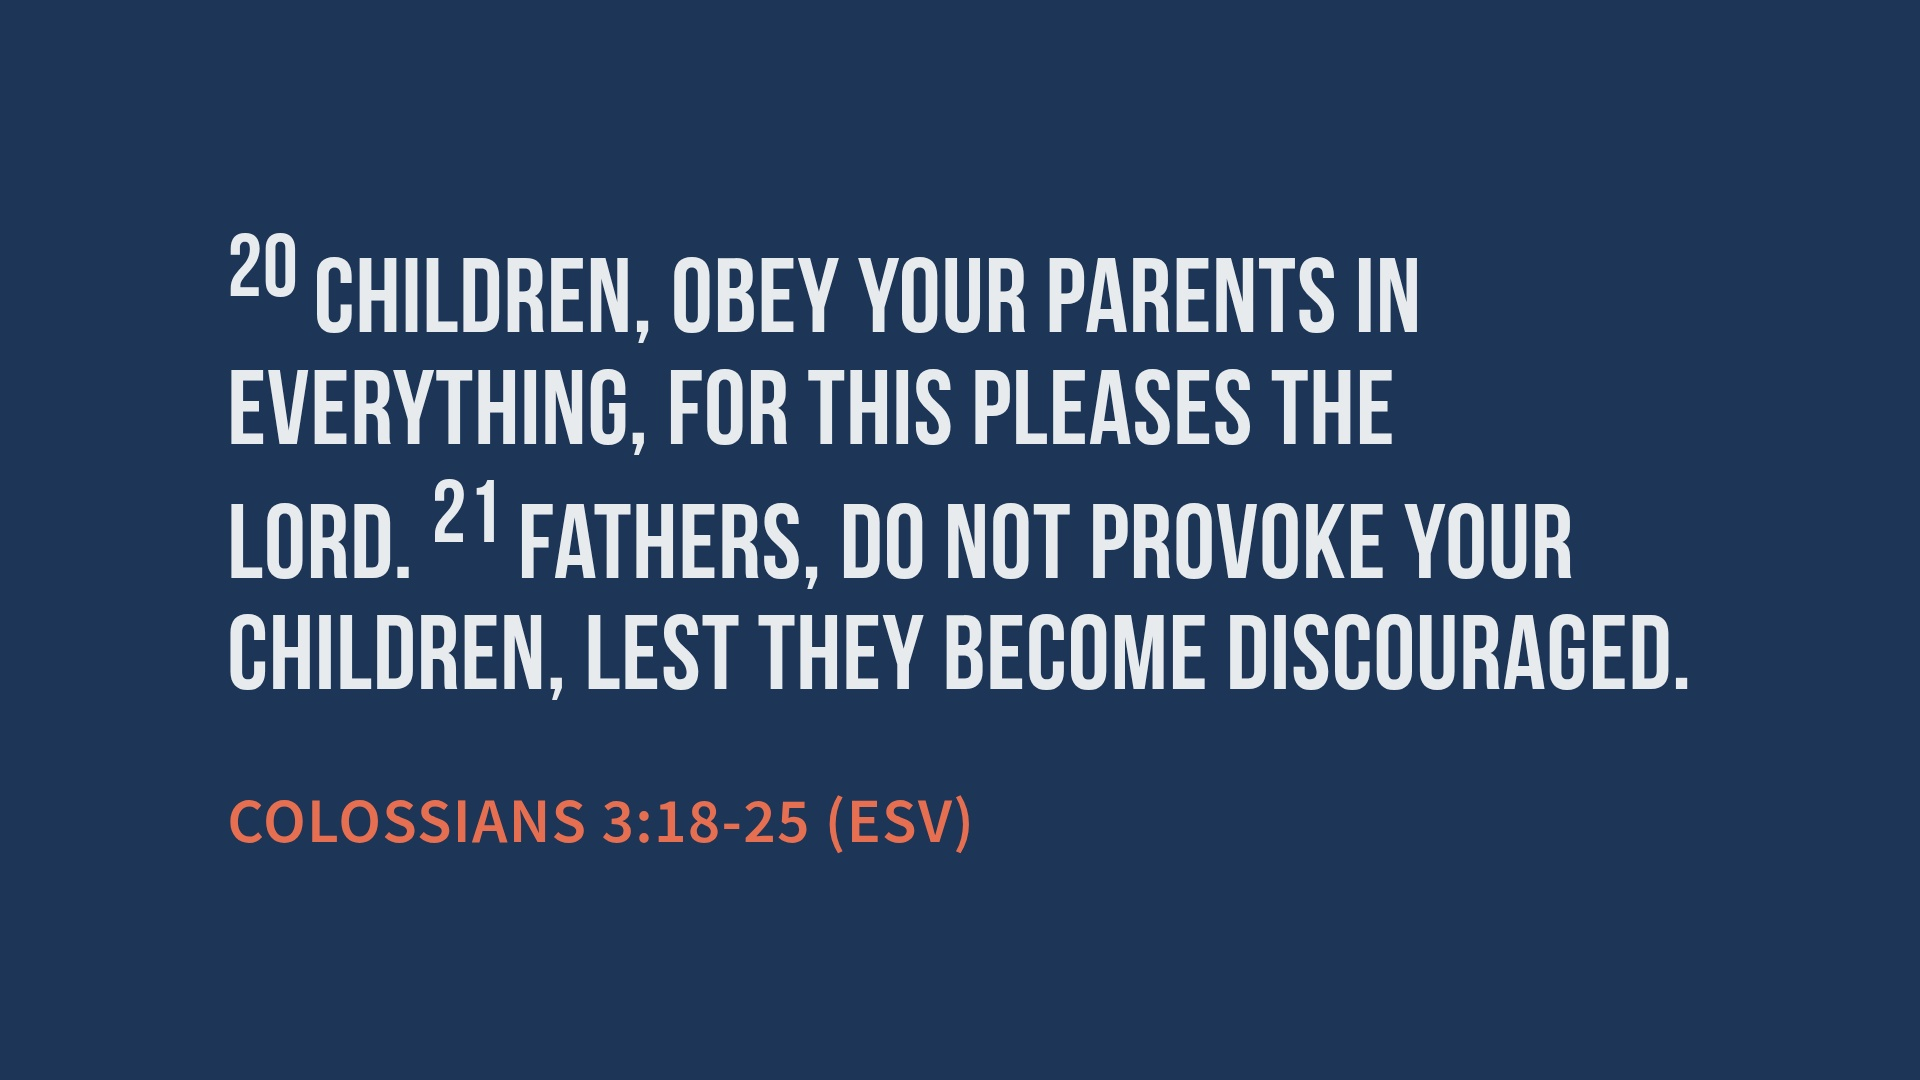 20 CHILDREN, OBEY YOUR PARENTS IN
EVERYTHING, FOR THIS PLEASES THE
LORD. 21 FATHERS, DO NOT PROVOKE YOUR
CHILDREN, LEST THEY BECOME DISCOURAGED.
COLOSSIANS 3:18-25 (ESV)